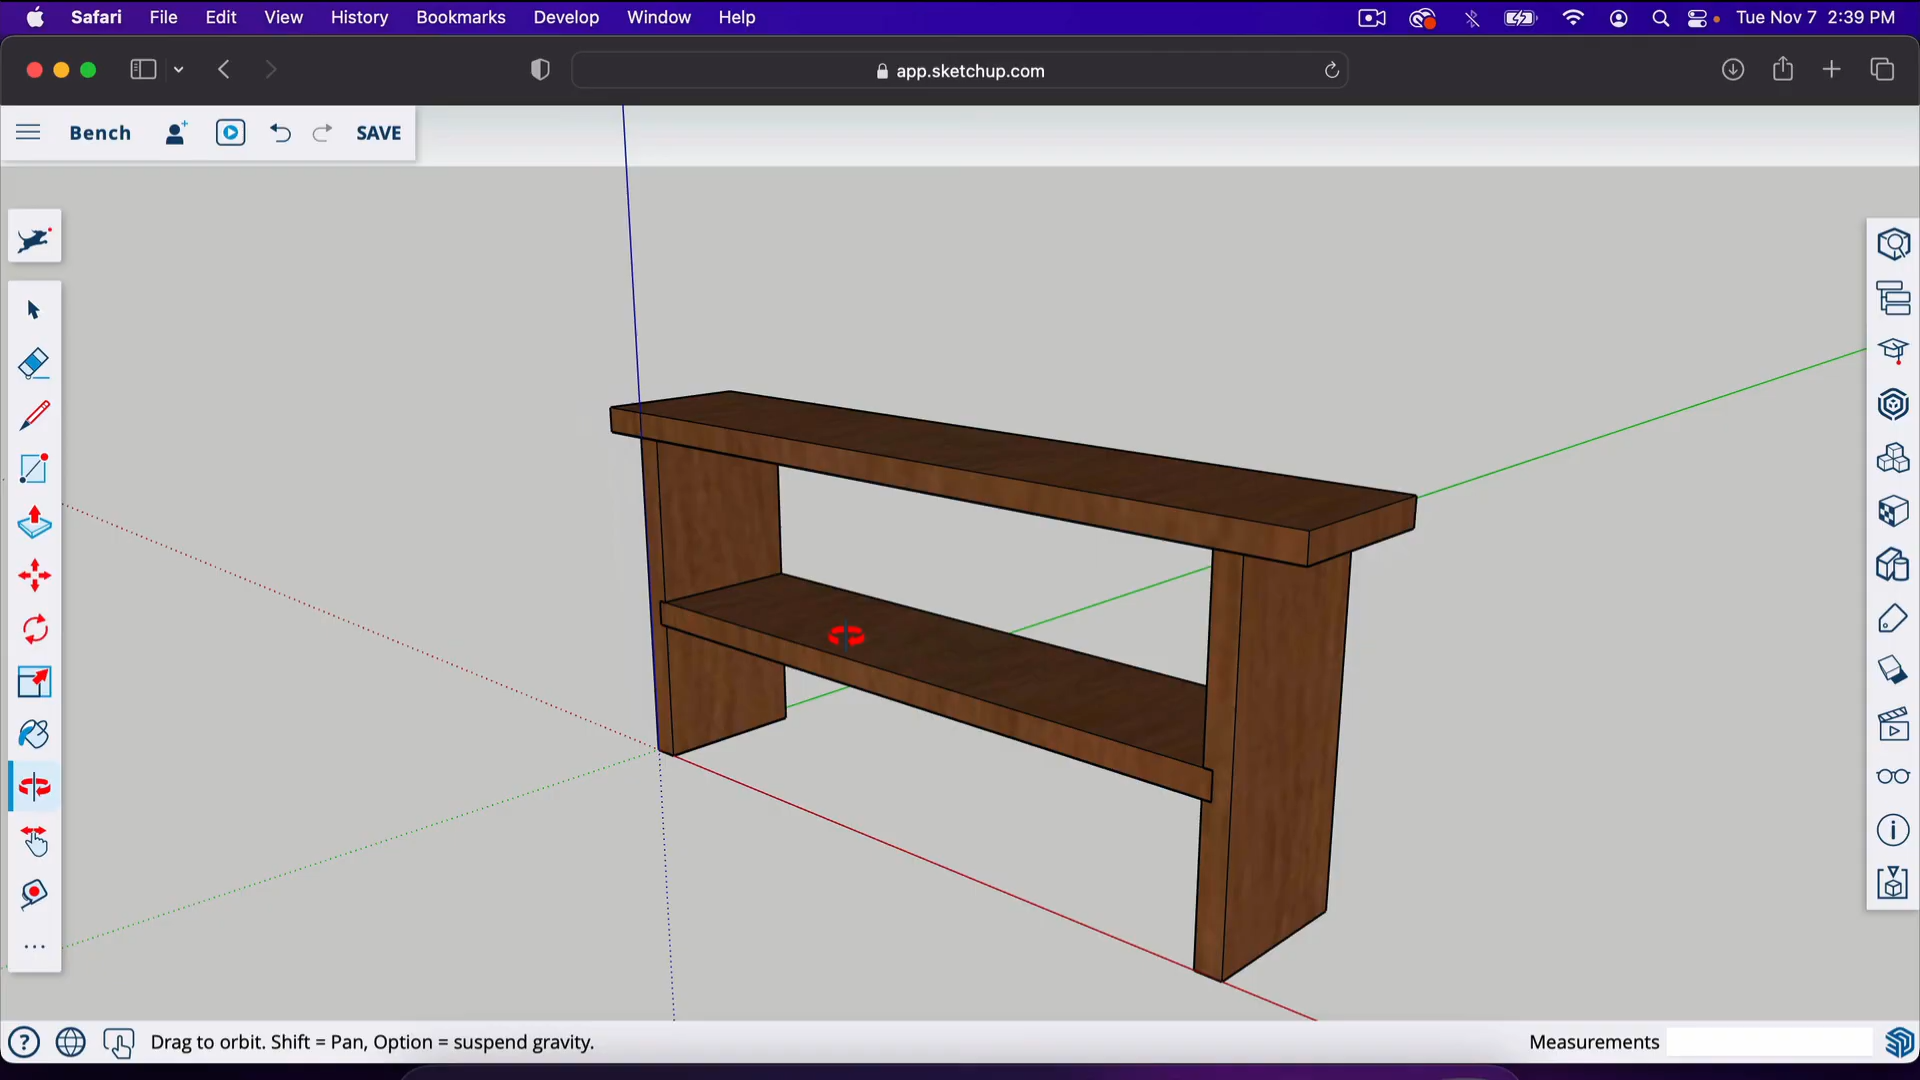 Safari File Edit View History Bookmarks Develop Window Help Tue Nov 7 2:39 PM
app.sketchup.com
Bench SAVE
Drag to orbit. Shift = Pan, Option = suspend gravity. Measurements